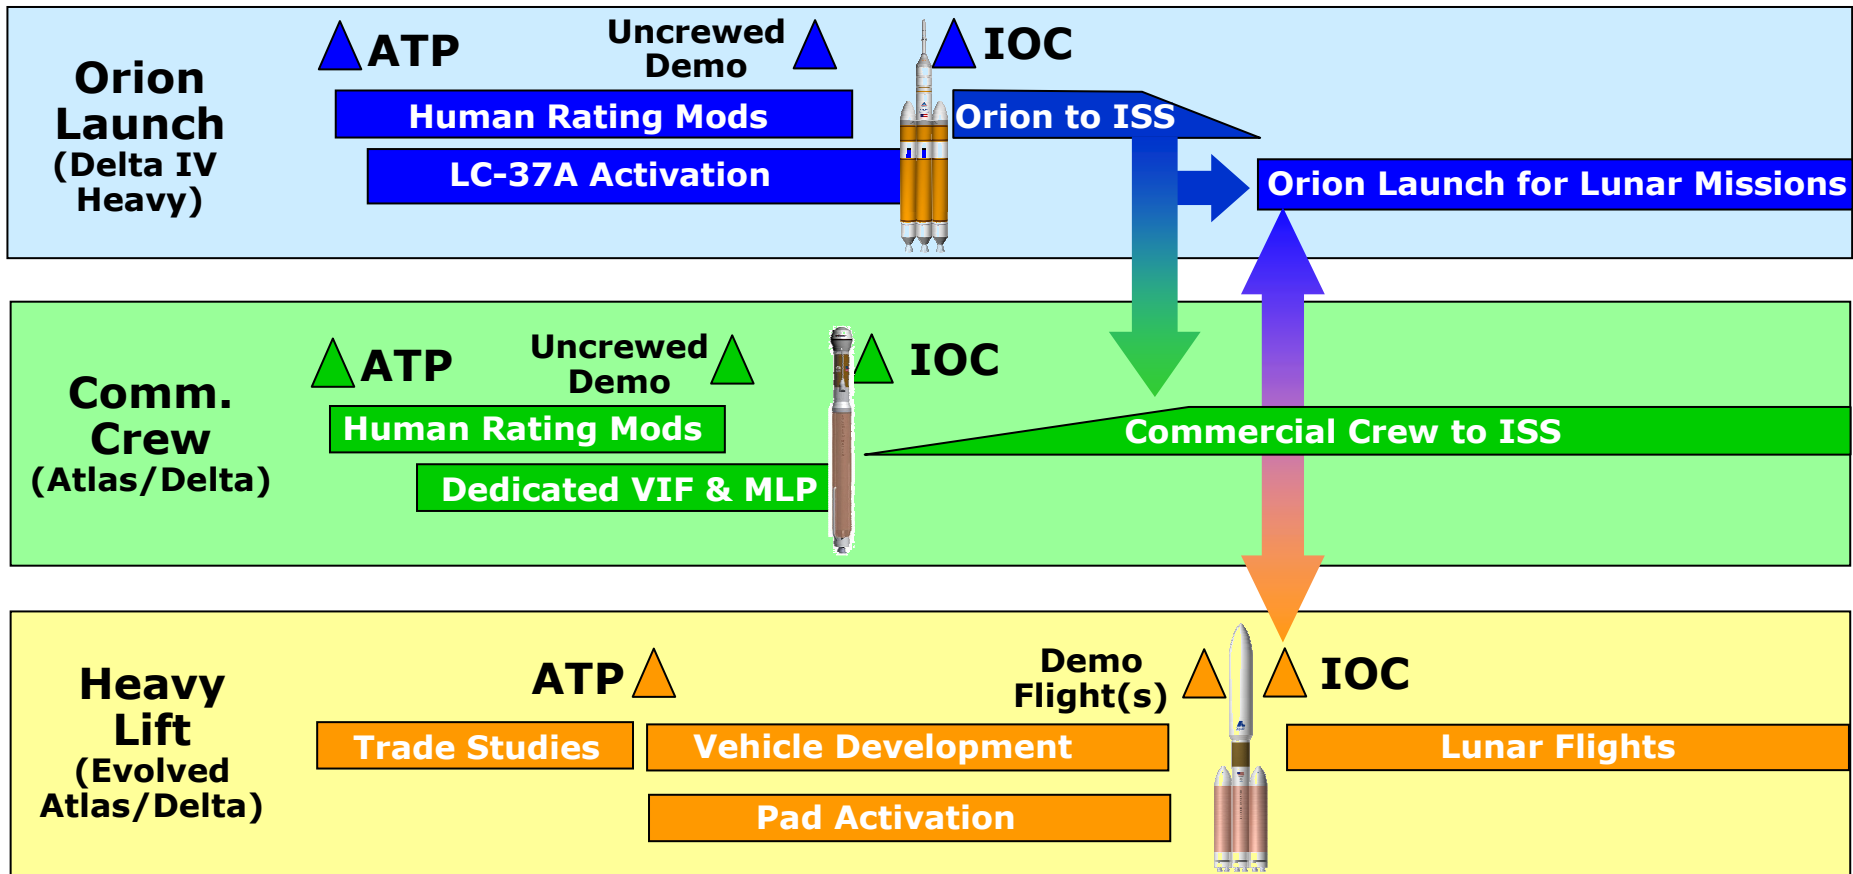 Orion
Launch
(Delta IV
Heavy)
ATP
Uncrewed
Demo
IOC
Human Rating Mods
Orion to ISS
LC-37A Activation
Orion Launch for Lunar Missions
Comm.
Crew
(Atlas/Delta)
ATP
Uncrewed
Demo
IOC
Human Rating Mods
Commercial Crew to ISS
Dedicated VIF & MLP
Heavy
Lift
(Evolved
Atlas/Delta)
ATP
Demo
Flight(s)
IOC
Trade Studies
Vehicle Development
Lunar Flights
Pad Activation